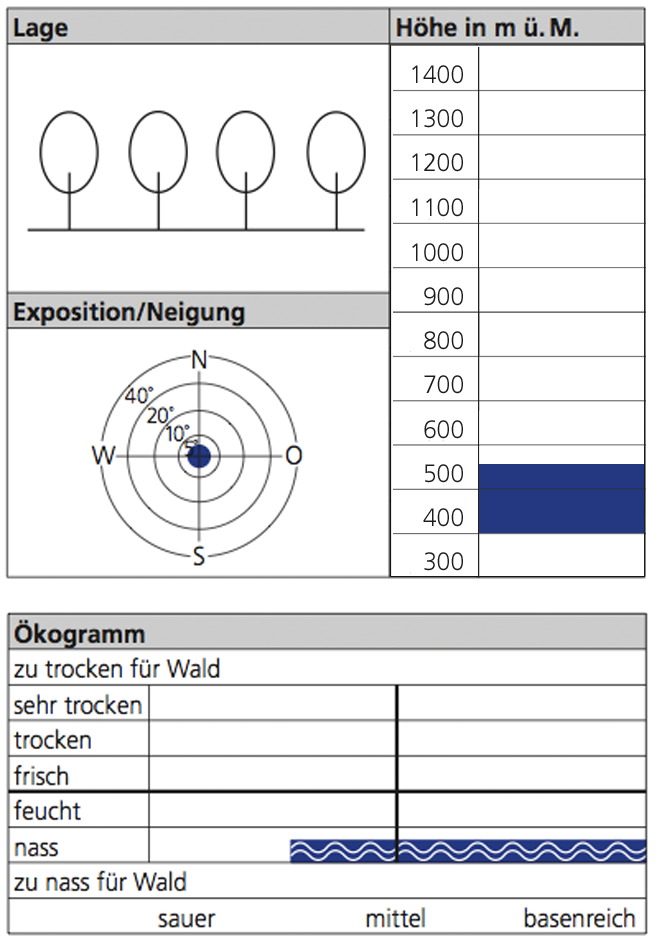 Lage
Höhe in m ü. M.
1400
1300
1200
1100
1000
900
800
700
600
500
400
300
Exposition/Neigung
N
40°
20°
10°
5°
W
O
S
Ökogramm
zu trocken für Wald
sehr trocken
trocken
frisch
feucht
nass
zu nass für Wald
sauer mittel basenreich